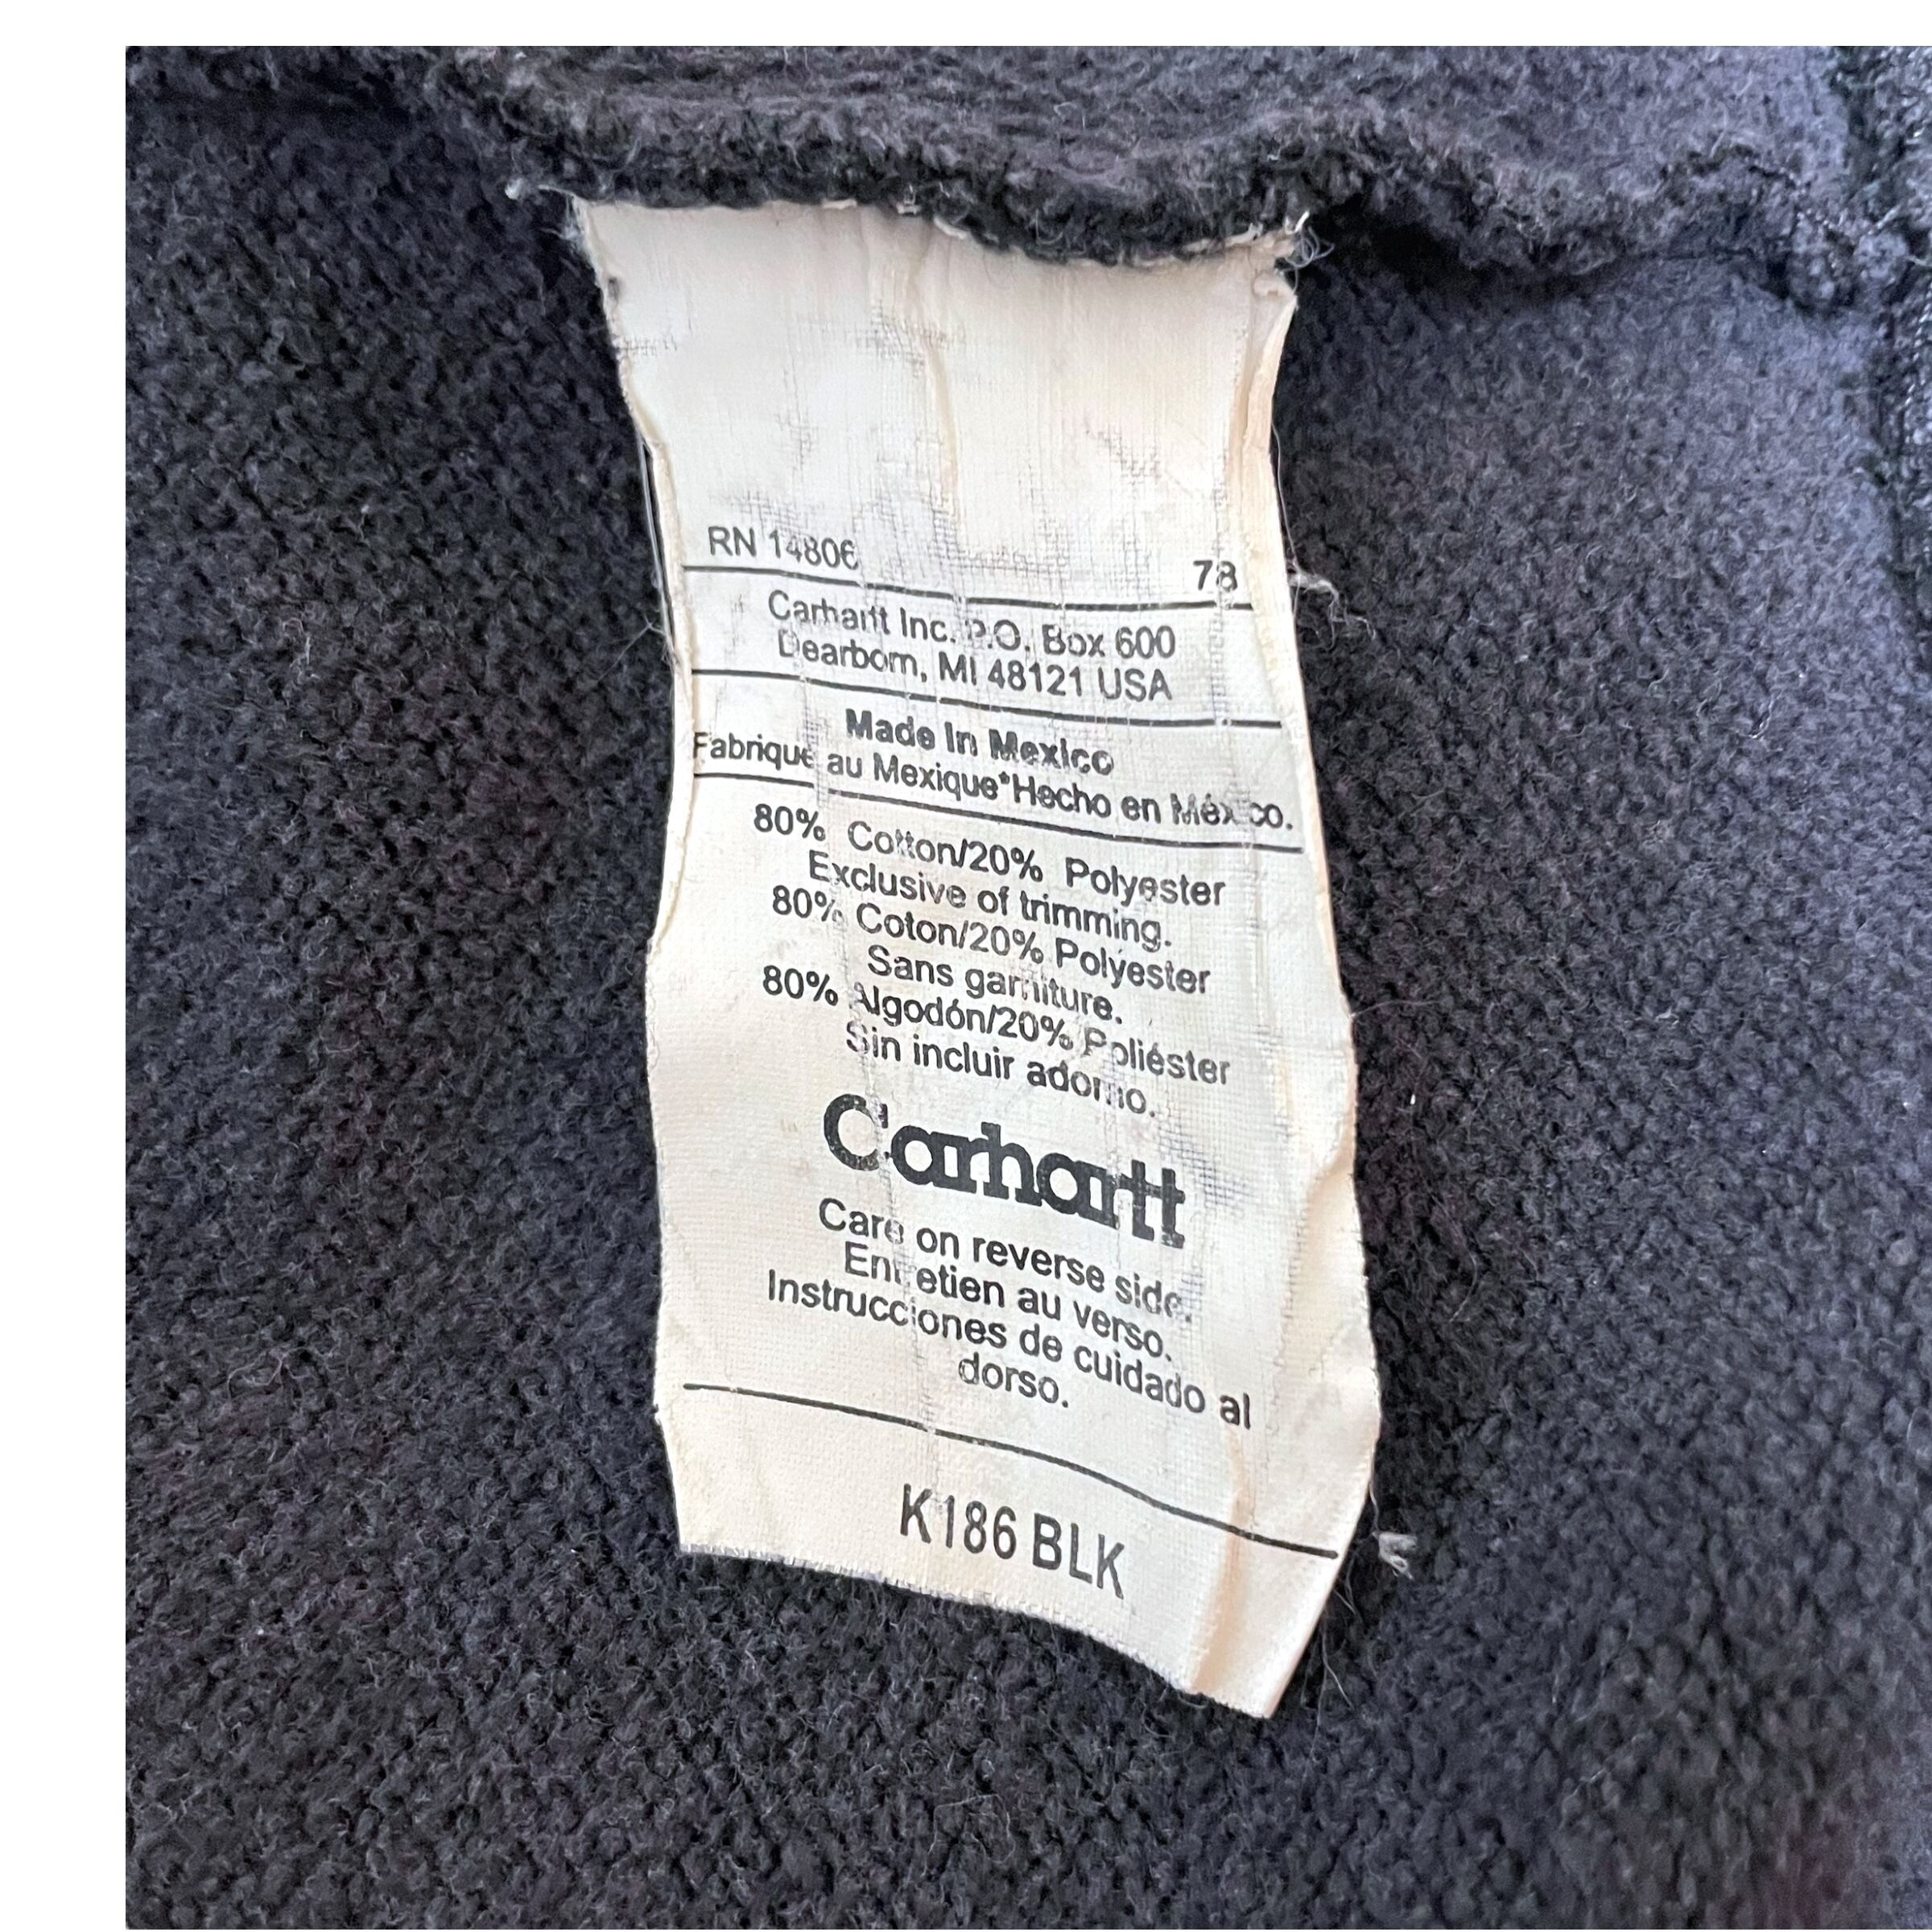 RN 14806 78
Carhartt Inc. P.O. Box 600
Dearborn, MI 48121 USA
Made In Mexico
Fabrique au Mexique*Hecho en México.
80% Cotton/20% Polyester
Exclusive of trimming.
80% Coton/20% Polyester
Sans garniture.
80% Algodón/20% Poliéster
Sin incluir adorno.
Carhartt
Care on reverse side.
Entretien au verso.
Instrucciones de cuidado al
dorso.
K186 BLK